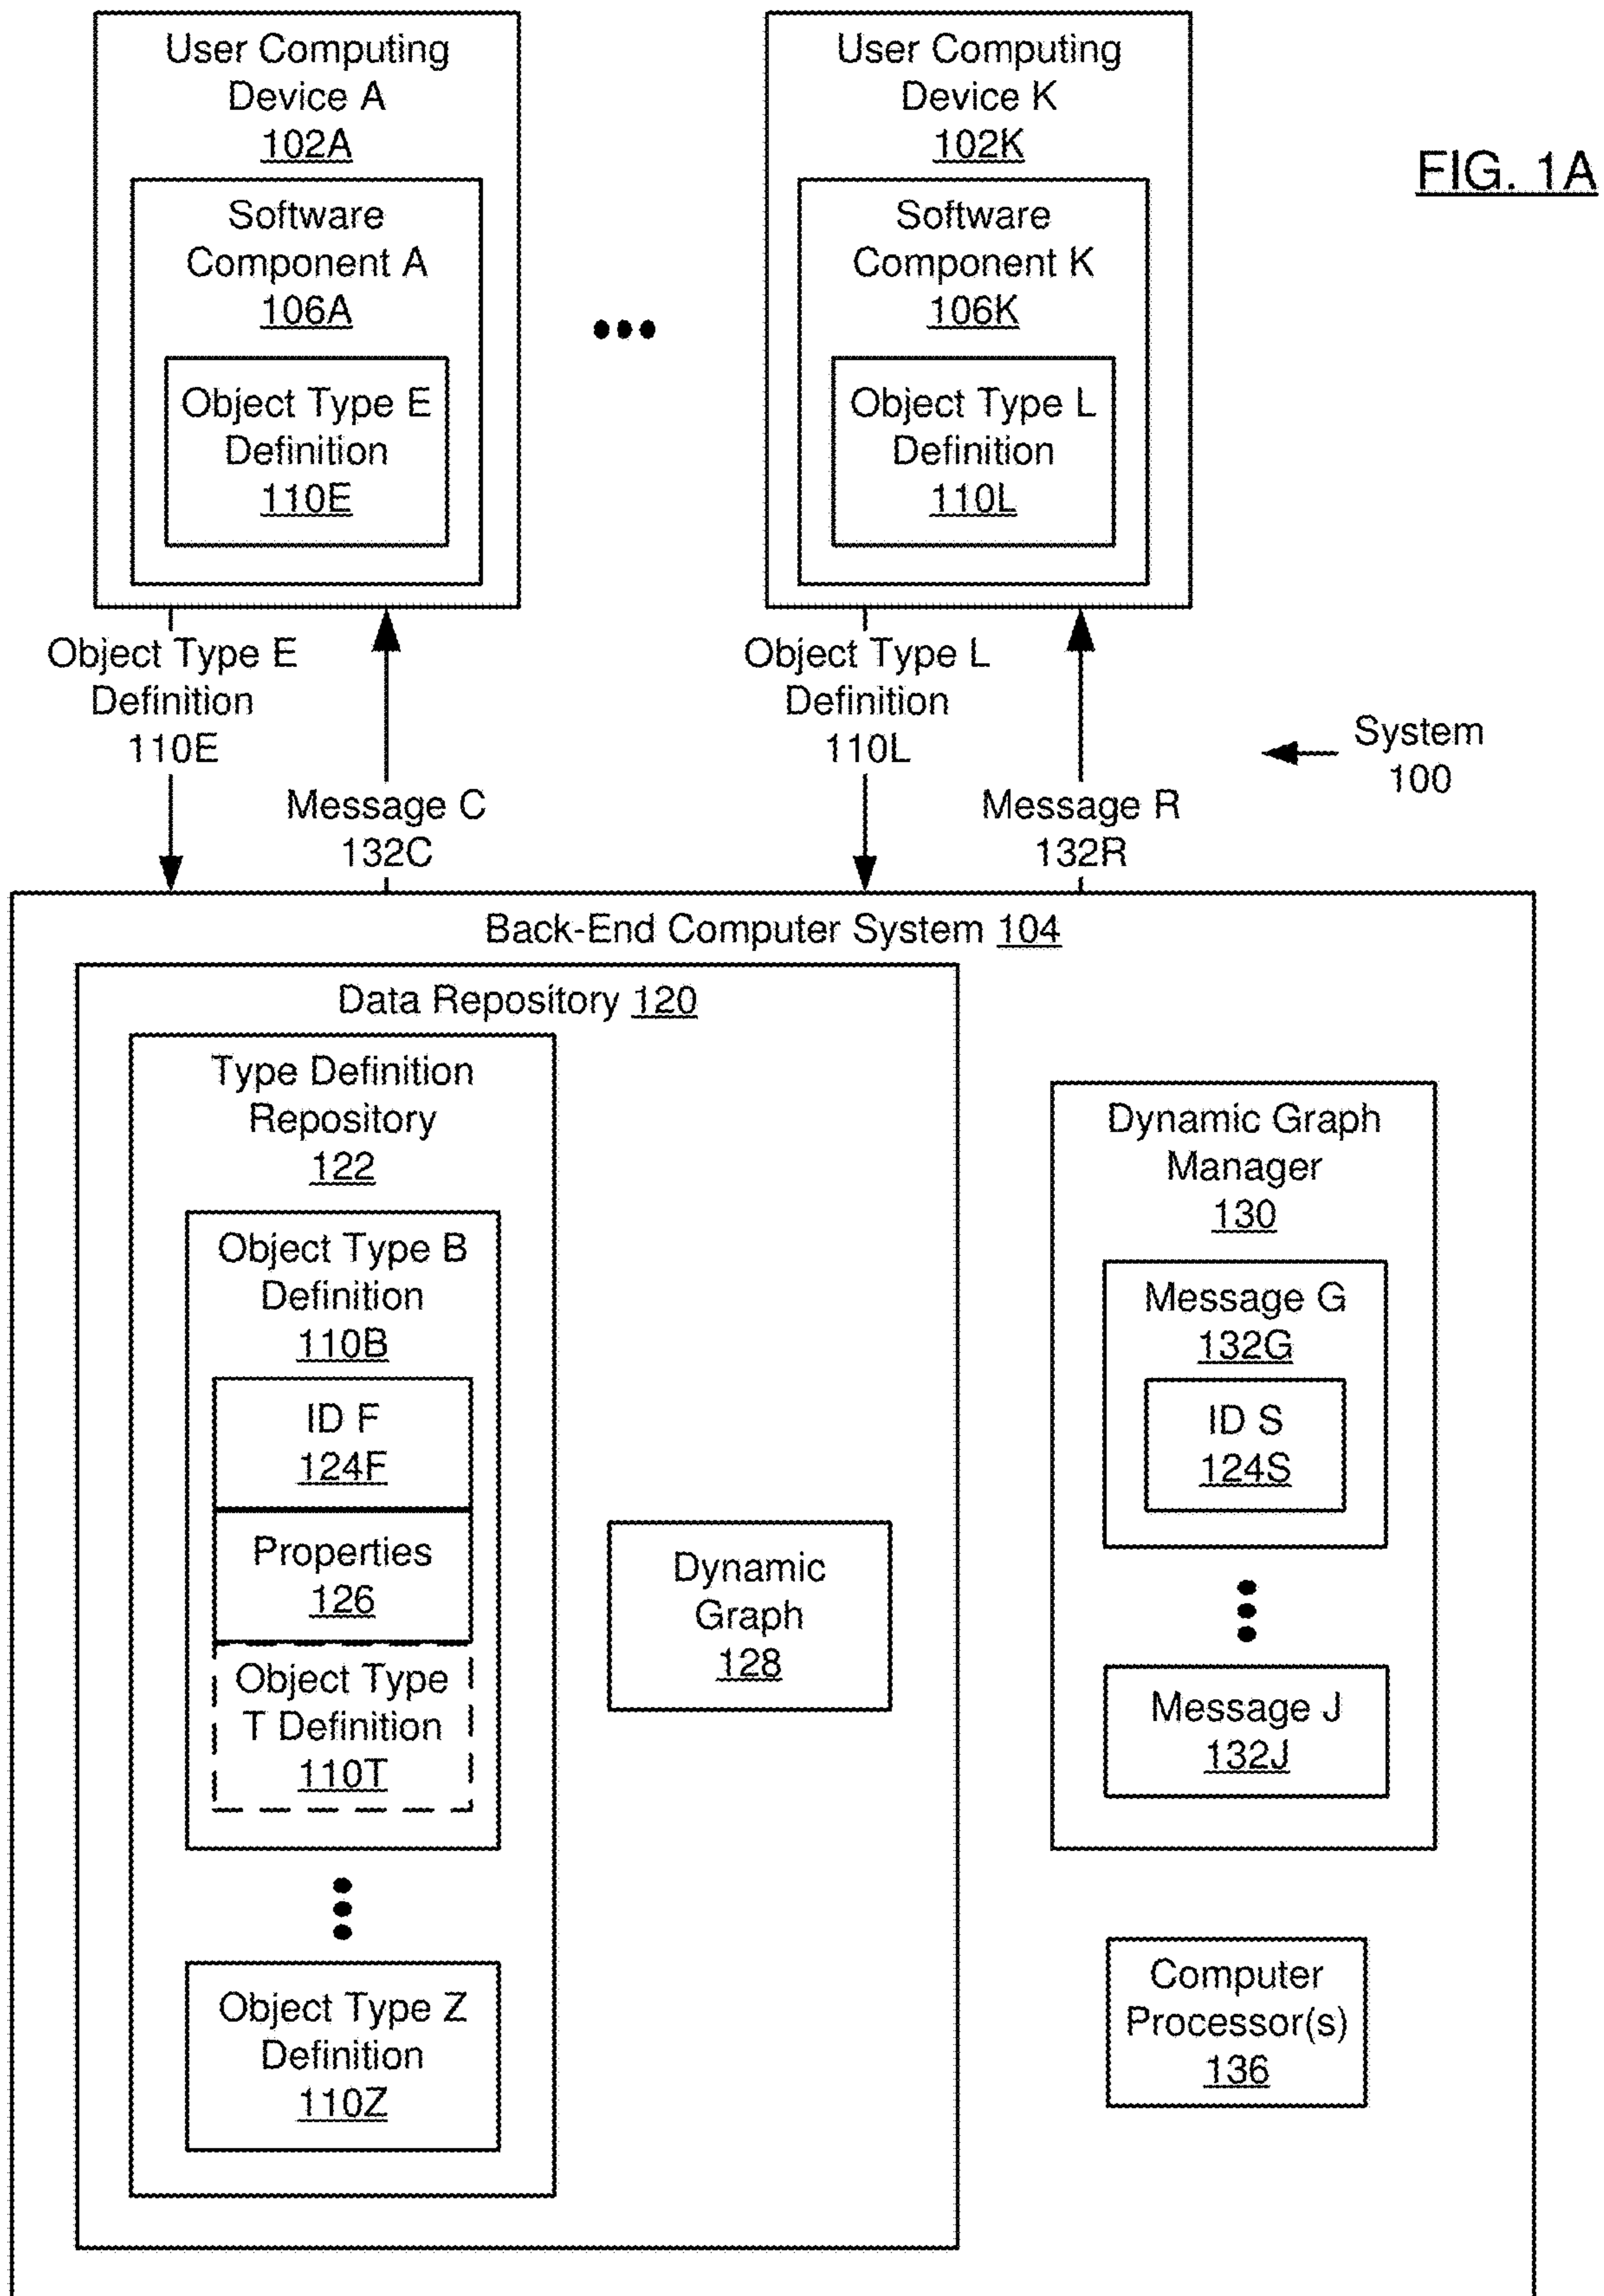 User Computing
Device A
102A
Software
Component A
106A
Object Type E
Definition
110E
User Computing
Device K
102K
Software
Component K
106K
Object Type L
Definition
110L
FIG. 1A
Object Type E
Definition
110E
Message C
132C
Object Type L
Definition
110L
Message R
132R
System
100
Back-End Computer System 104
Data Repository 120
Type Definition
Repository
122
Object Type B
Definition
110B
ID F
124F
Properties
126
Object Type
T Definition
110T
Object Type Z
Definition
110Z
Dynamic
Graph
128
Dynamic Graph
Manager
130
Message G
132G
ID S
124S
Message J
132J
Computer
Processor(s)
136